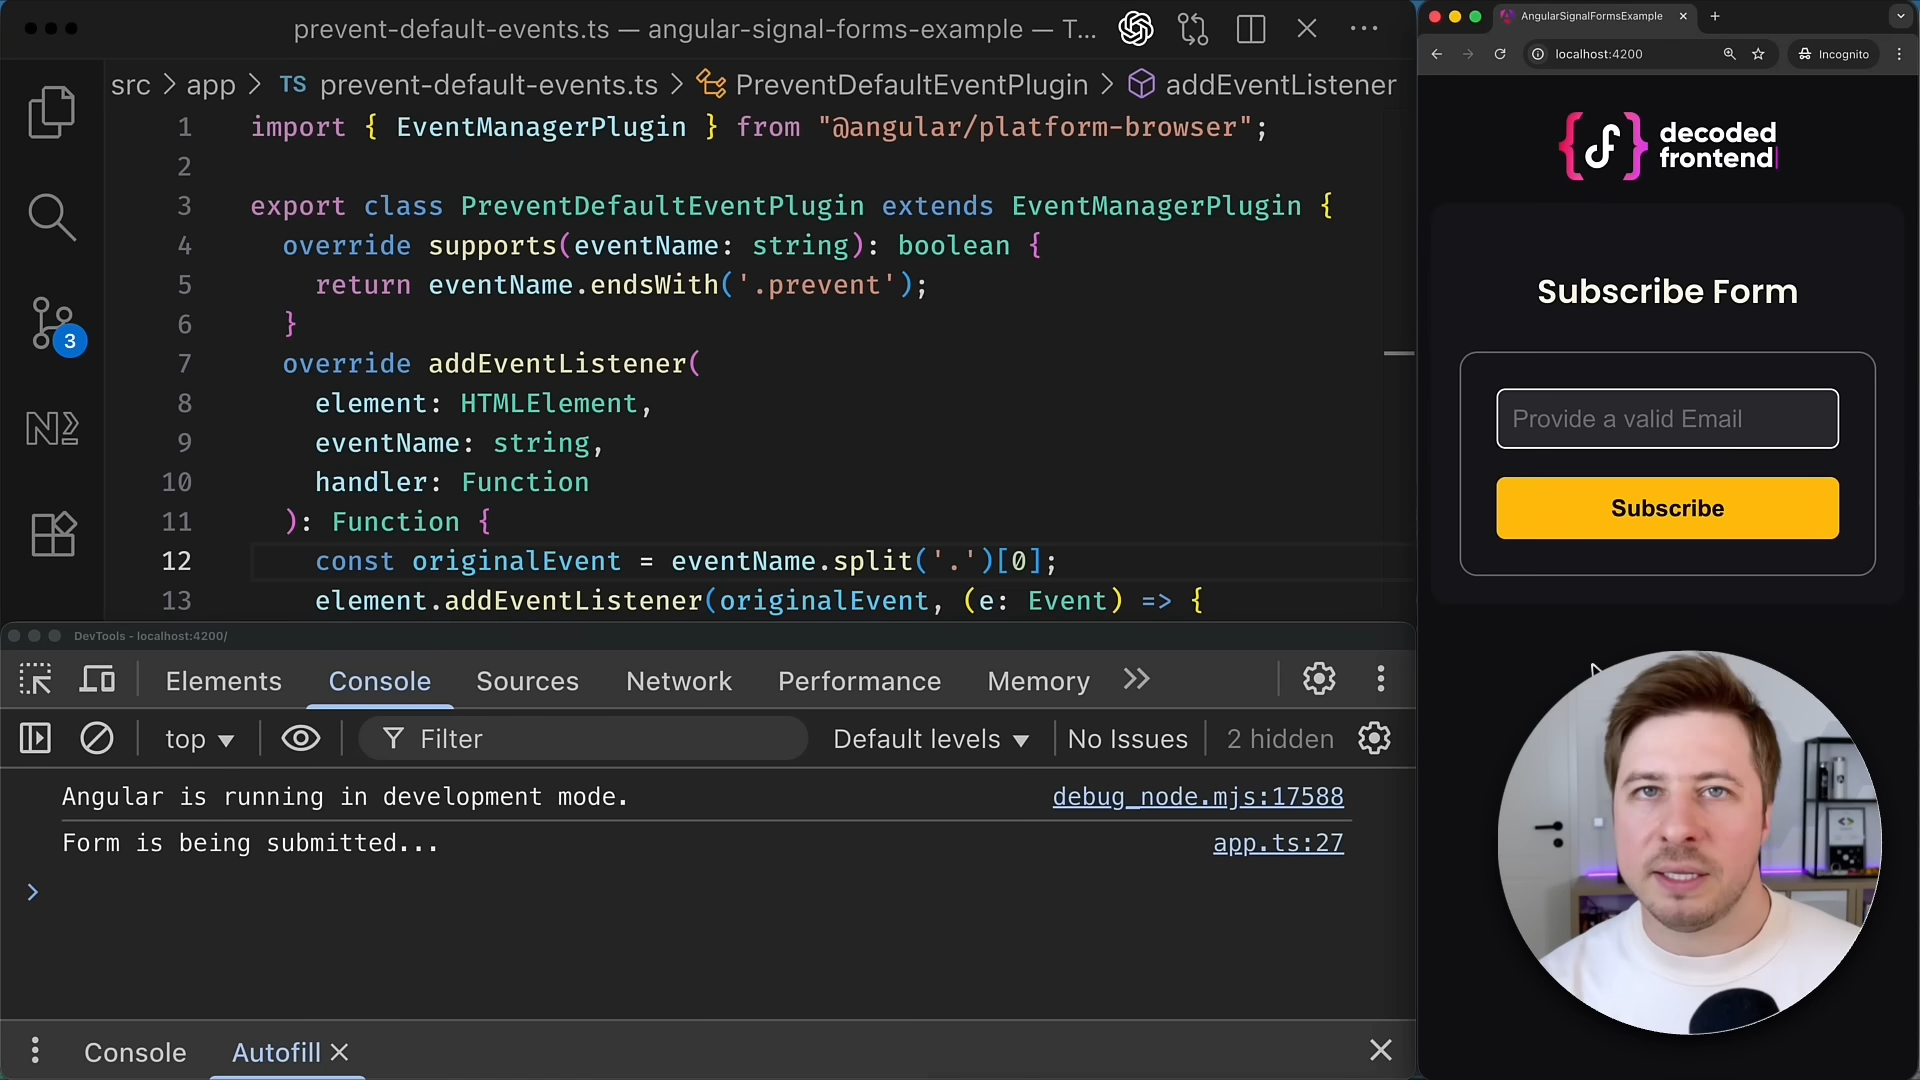 prevent-default-events.ts — angular-signal-forms-example — T...
src > app > TS prevent-default-events.ts > PreventDefaultEventPlugin > addEventListener
1 import { EventManagerPlugin } from "@angular/platform-browser";
2
3 export class PreventDefaultEventPlugin extends EventManagerPlugin {
4 override supports(eventName: string): boolean {
5 return eventName.endsWith('.prevent');
6 }
7 override addEventListener(
8 element: HTMLElement,
9 eventName: string,
10 handler: Function
11 ): Function {
12 const originalEvent = eventName.split('.')[0];
13 element.addEventListener(originalEvent, (e: Event) => {
3
DevTools - localhost:4200/
Elements Console Sources Network Performance Memory
top Filter Default levels No Issues 2 hidden
Angular is running in development mode. debug_node.mjs:17588
Form is being submitted... app.ts:27
>
Console Autofill
AngularSignalFormsExample
localhost:4200 Incognito
decoded
frontend
Subscribe Form
Provide a valid Email
Subscribe